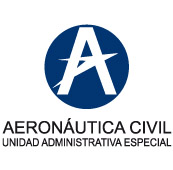 AERONÁUTICA CIVIL
UNIDAD ADMINISTRATIVA ESPECIAL